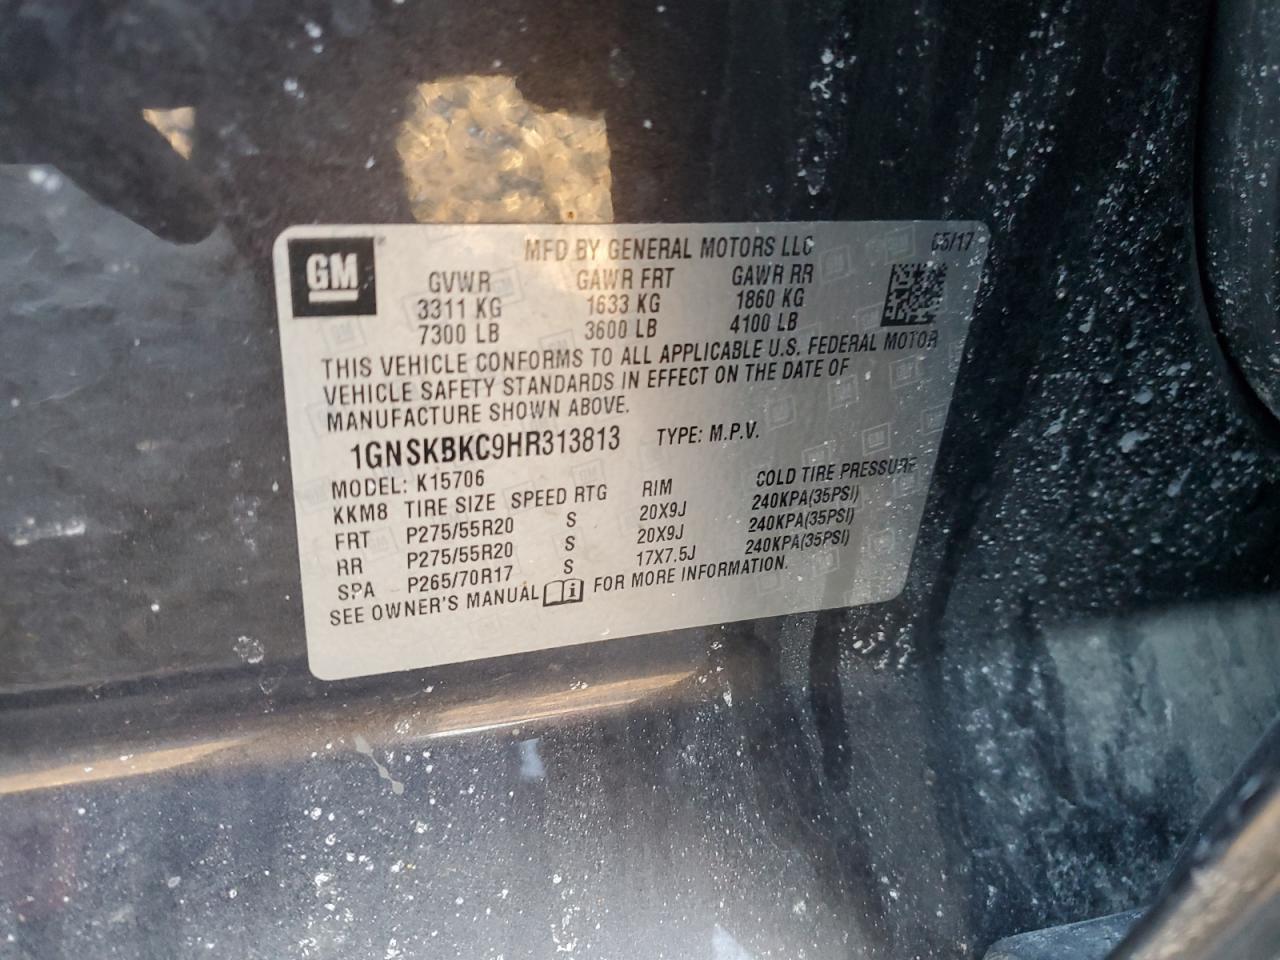 GM
MFD BY GENERAL MOTORS LLC 05/17
GVWR GAWR FRT GAWR RR
3311 KG 1633 KG 1860 KG
7300 LB 3600 LB 4100 LB
THIS VEHICLE CONFORMS TO ALL APPLICABLE U.S. FEDERAL MOTOR
VEHICLE SAFETY STANDARDS IN EFFECT ON THE DATE OF
MANUFACTURE SHOWN ABOVE.
1GNSKBKC9HR313813 TYPE: M.P.V.
MODEL: K15706
KKM8 TIRE SIZE SPEED RTG RIM COLD TIRE PRESSURE
FRT P275/55R20 S 20X9J 240KPA(35PSI)
RR P275/55R20 S 20X9J 240KPA(35PSI)
SPA P265/70R17 S 17X7.5J 240KPA(35PSI)
SEE OWNER'S MANUAL FOR MORE INFORMATION.